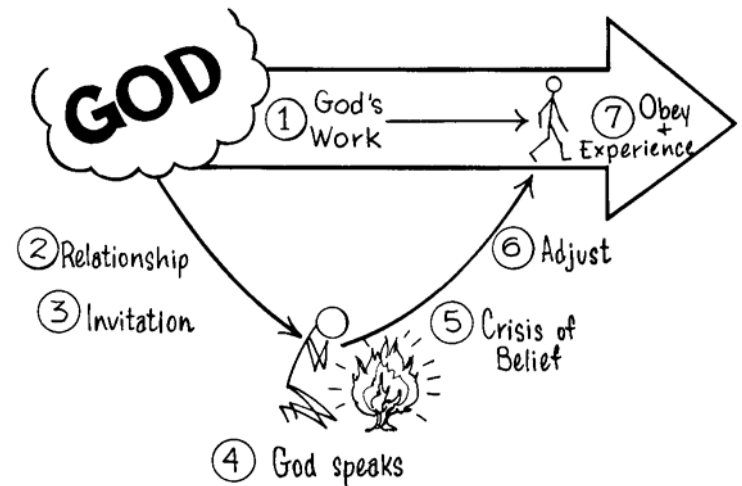 GOD
1 God's
Work
7 Obey
+
Experience
2 Relationship
3 Invitation
6 Adjust
5 Crisis of
Belief
4 God speaks